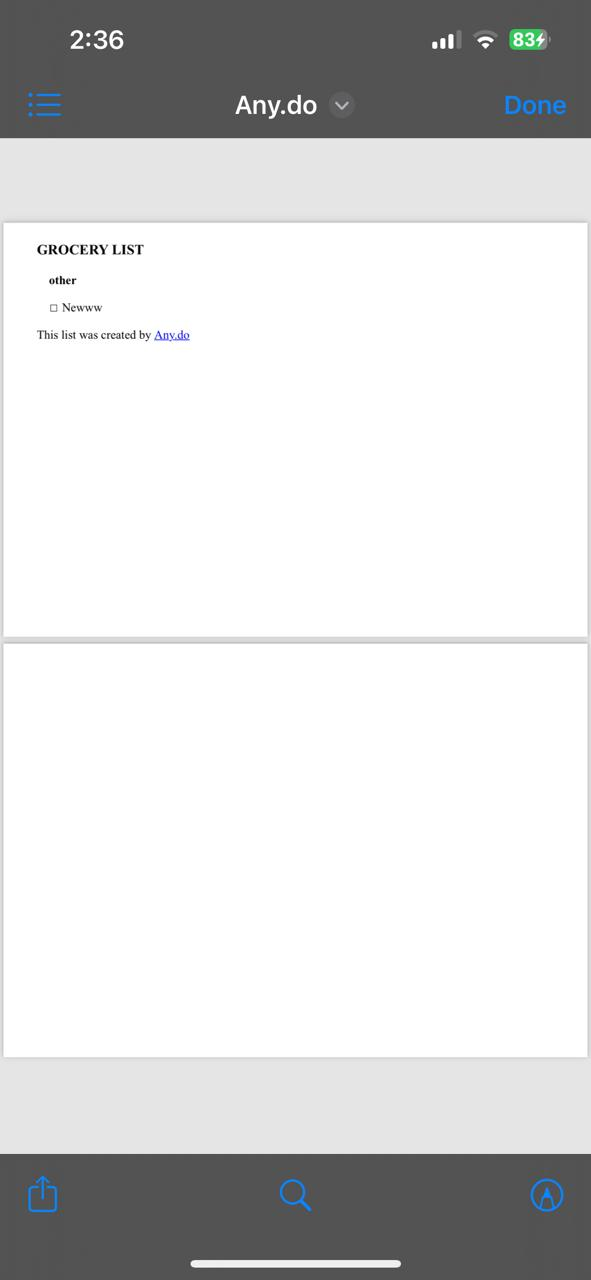 2:36
83
Any.do
Done
GROCERY LIST
other
☐ Newww
This list was created by Any.do